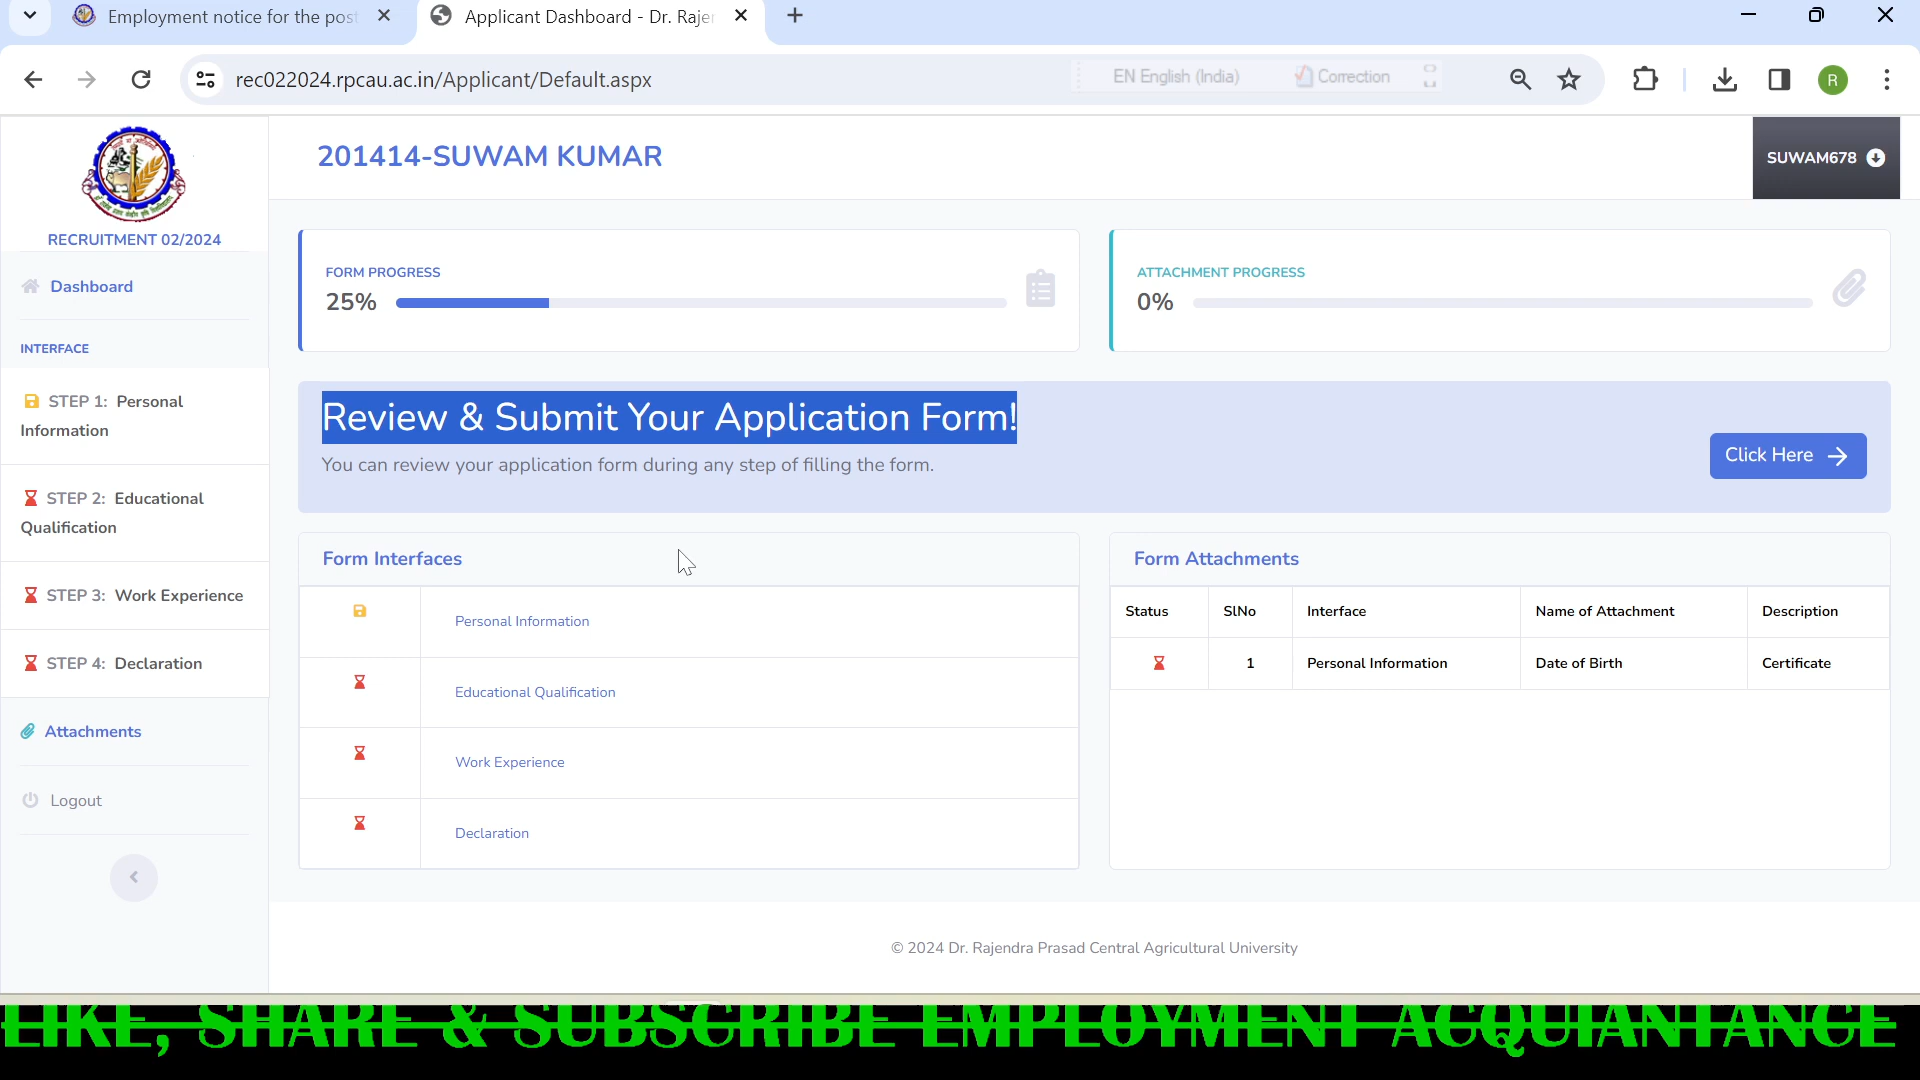 Employment notice for the post
Applicant Dashboard - Dr. Rajer
rec022024.rpcau.ac.in/Applicant/Default.aspx
EN English (India)
Correction
R
RECRUITMENT 02/2024
Dashboard
INTERFACE
STEP 1: Personal
Information
STEP 2: Educational
Qualification
STEP 3: Work Experience
STEP 4: Declaration
Attachments
Logout
201414-SUWAM KUMAR
SUWAM678
FORM PROGRESS
25%
ATTACHMENT PROGRESS
0%
Review & Submit Your Application Form!
You can review your application form during any step of filling the form.
Click Here
Form Interfaces
Personal Information
Educational Qualification
Work Experience
Declaration
Form Attachments
Status SlNo Interface Name of Attachment Description
1 Personal Information Date of Birth Certificate
© 2024 Dr. Rajendra Prasad Central Agricultural University
LIKE, SHARE & SUBSCRIBE EMPLOYMENT ACQUIANTANCE